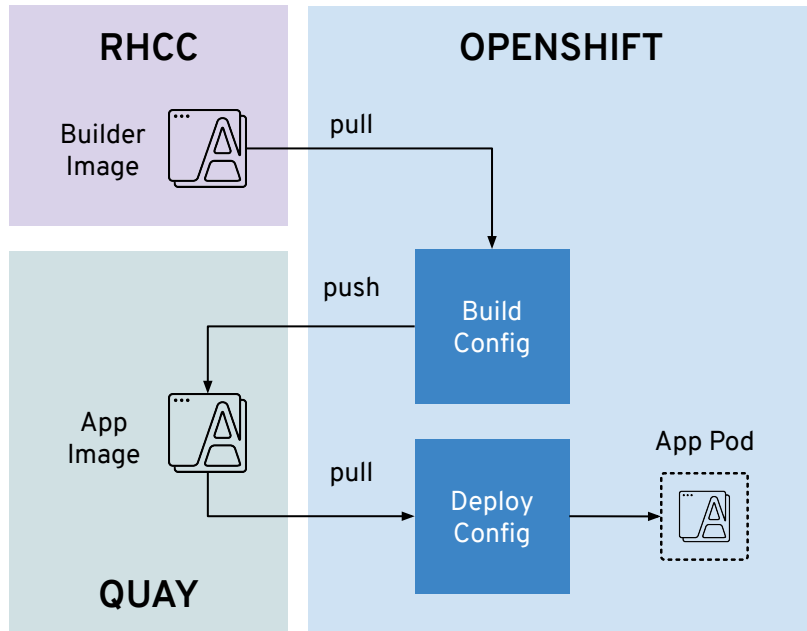 RHCC
OPENSHIFT
Builder
Image
pull
push
Build
Config
App
Image
pull
Deploy
Config
App Pod
QUAY